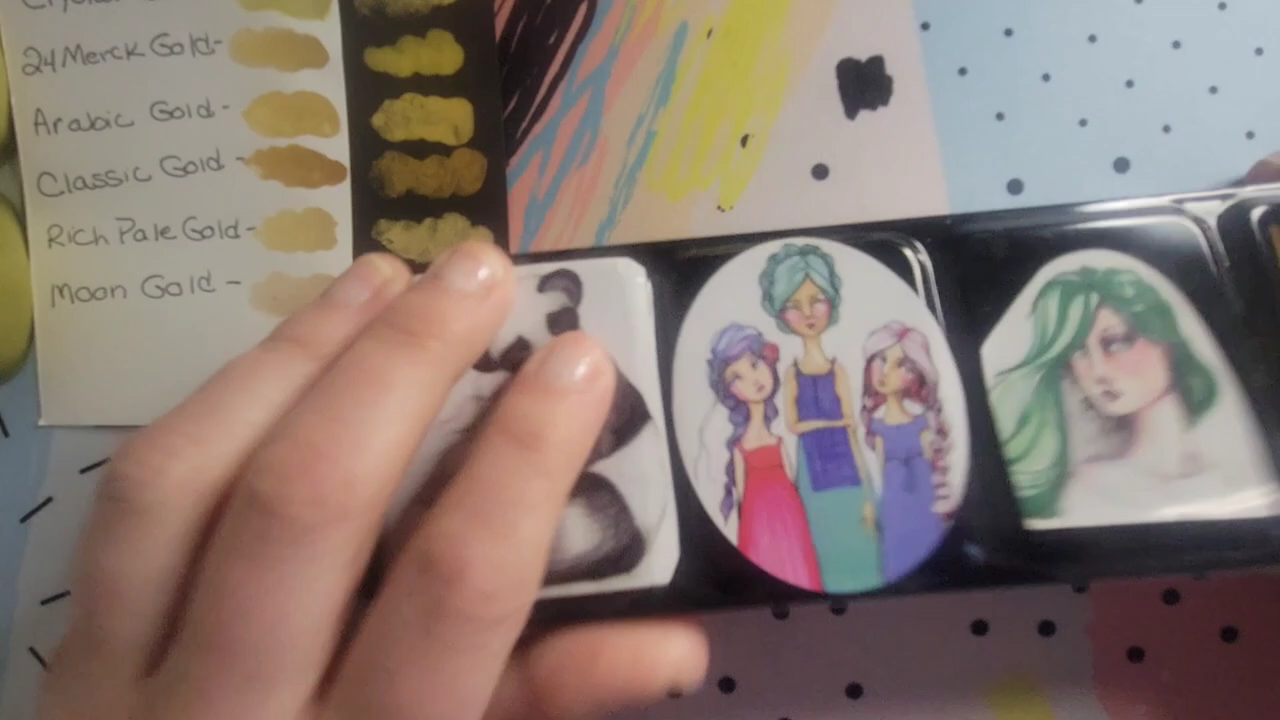 24 Merck Gold-
Arabic Gold -
Classic Gold -
Rich Pale Gold-
Moon Gold -